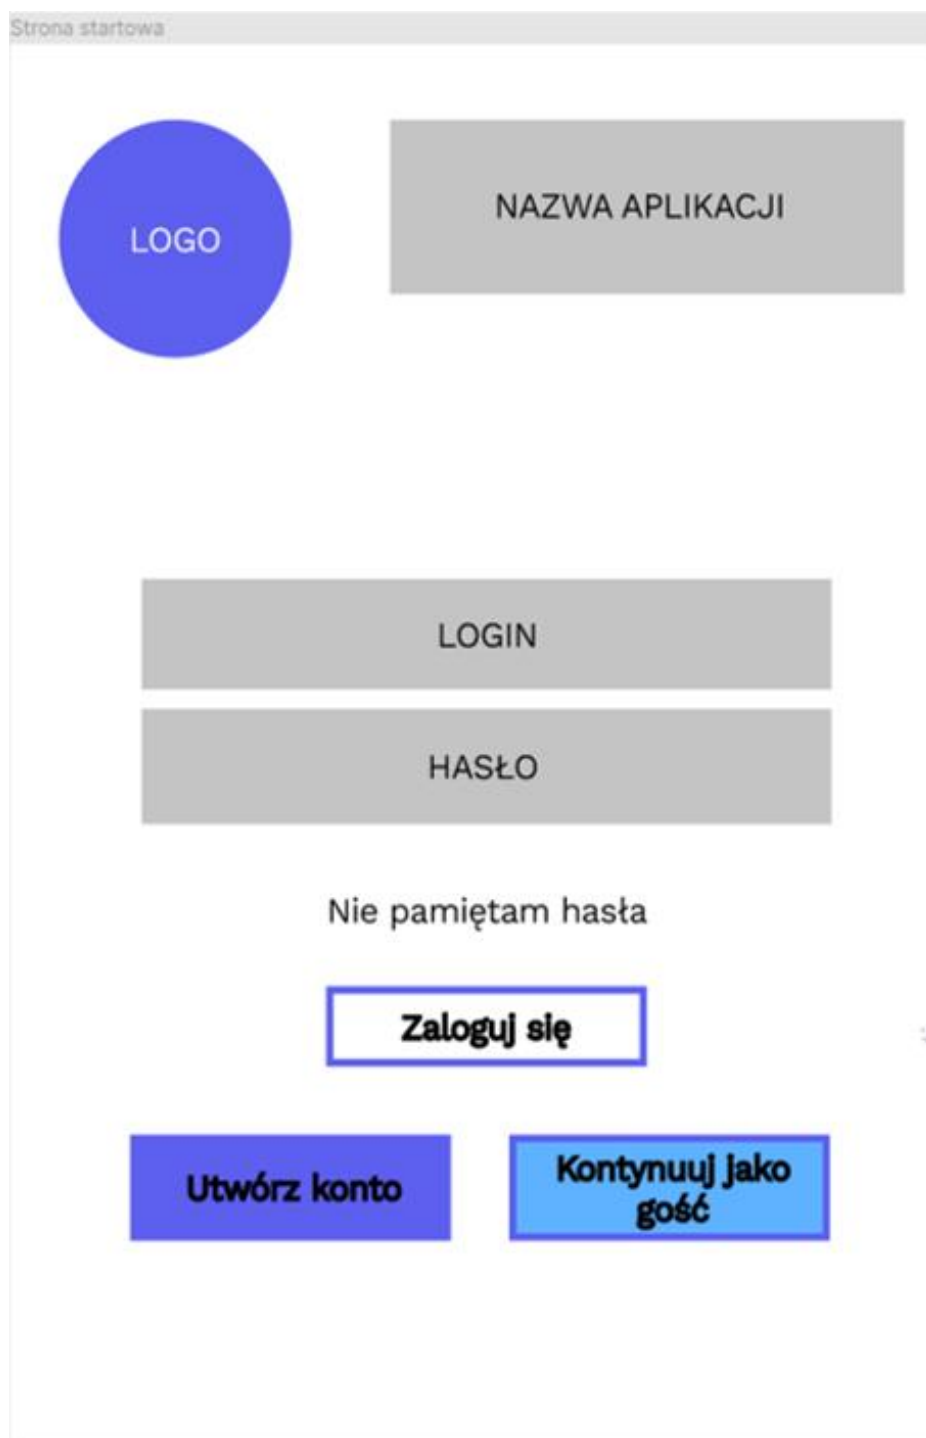 Strona startowa
LOGO
NAZWA APLIKACJI
LOGIN
HASŁO
Nie pamiętam hasła
Zaloguj się
Utwórz konto
Kontynuuj jako
gość